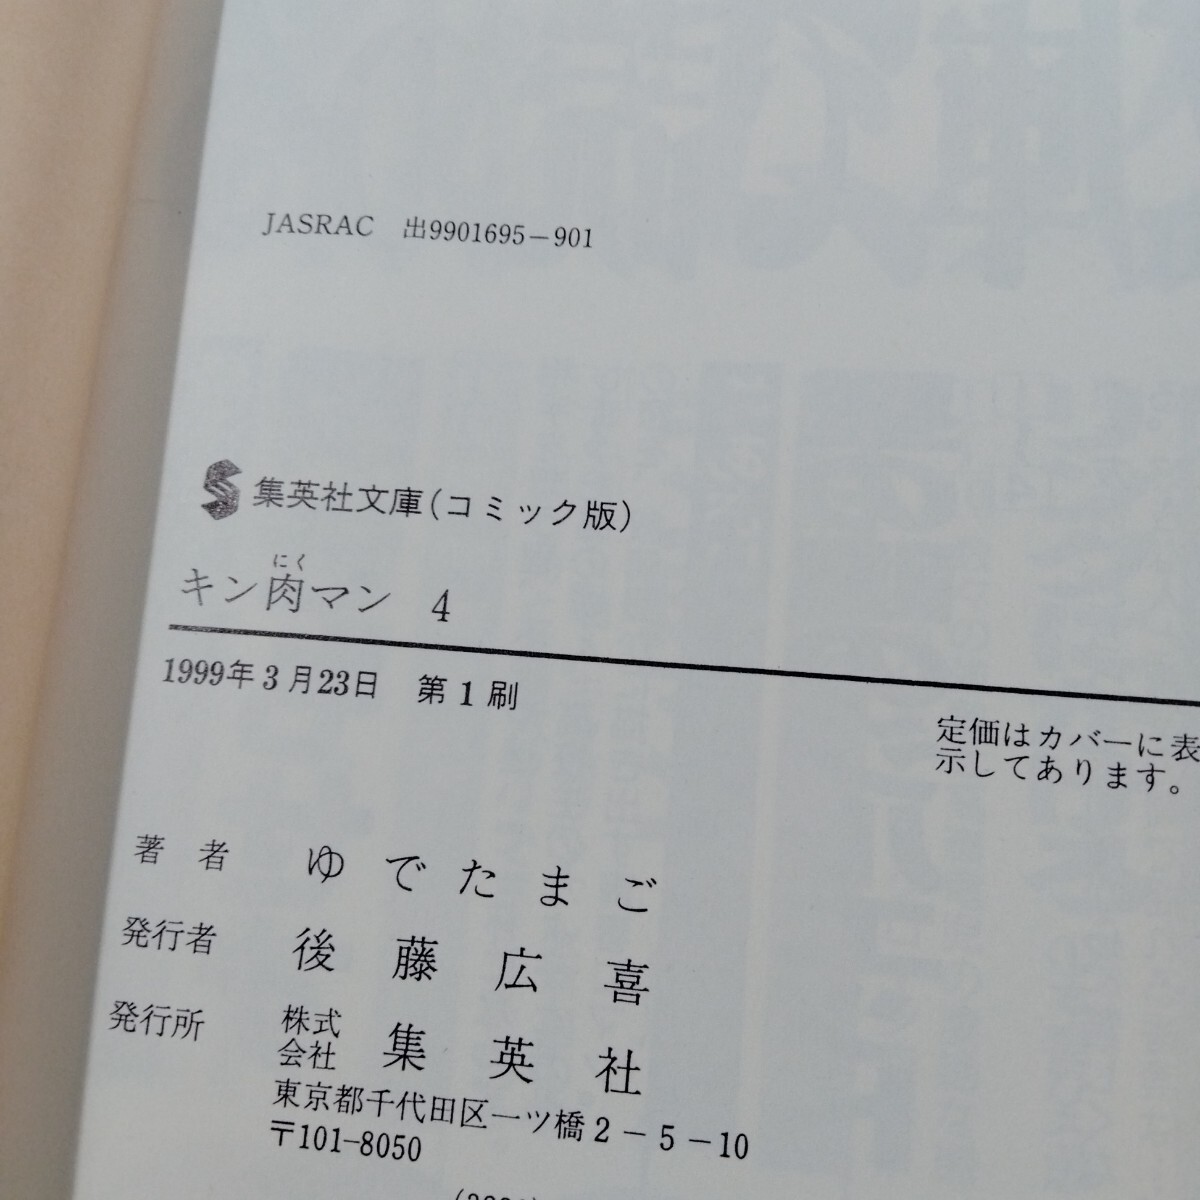 JASRAC 出9901695-901
集英社文庫(コミック版)
にく
キン肉マン 4
1999年3月23日 第1刷
定価はカバーに表
示してあります。
著者 ゆでたまご
発行者 後藤広喜
発行所 株式会社 集英社
東京都千代田区一ツ橋2-5-10
〒101-8050